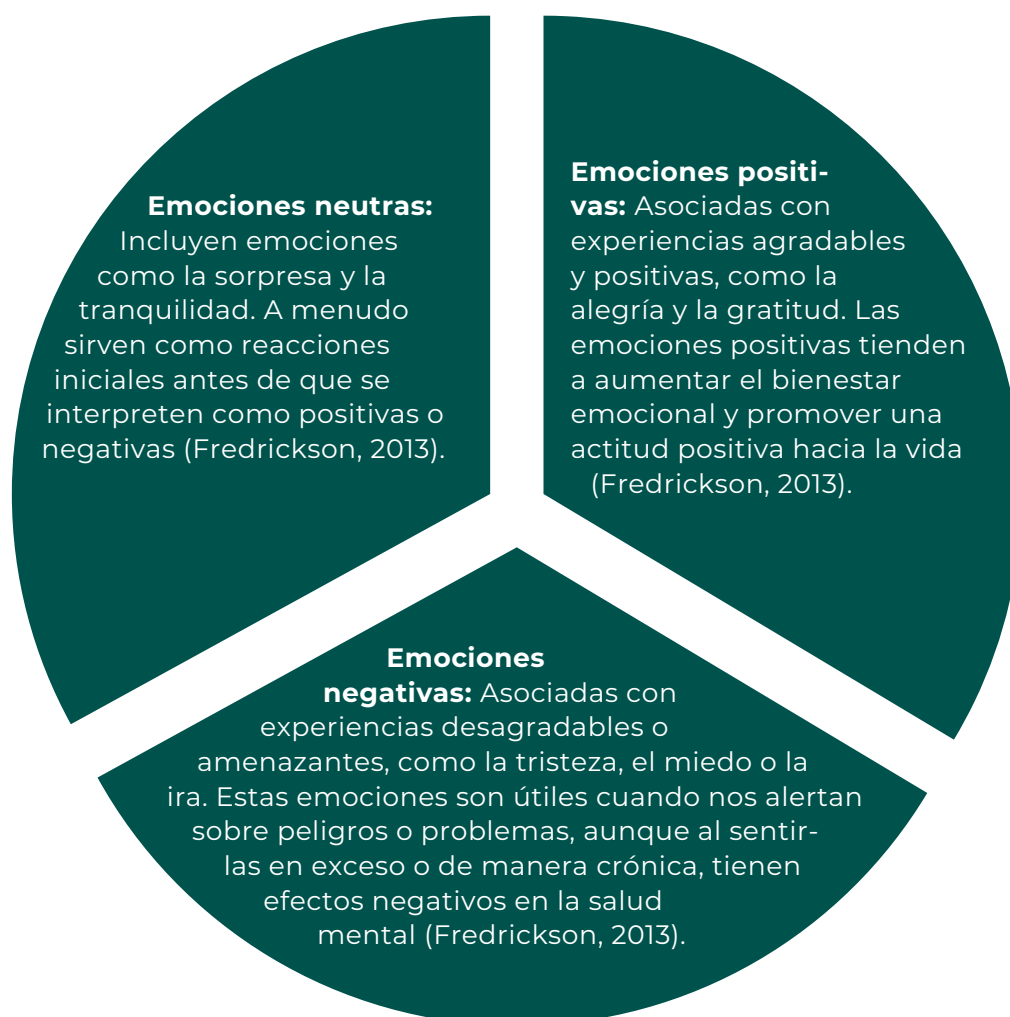 Emociones neutras:
Incluyen emociones
como la sorpresa y la
tranquilidad. A menudo
sirven como reacciones
iniciales antes de que se
interpreten como positivas o
negativas (Fredrickson, 2013).
Emociones positi-
vas: Asociadas con
experiencias agradables
y positivas, como la
alegría y la gratitud. Las
emociones positivas tienden
a aumentar el bienestar
emocional y promover una
actitud positiva hacia la vida
(Fredrickson, 2013).
Emociones
negativas: Asociadas con
experiencias desagradables o
amenazantes, como la tristeza, el miedo o la
ira. Estas emociones son útiles cuando nos alertan
sobre peligros o problemas, aunque al sentir-
las en exceso o de manera crónica, tienen
efectos negativos en la salud
mental (Fredrickson, 2013).